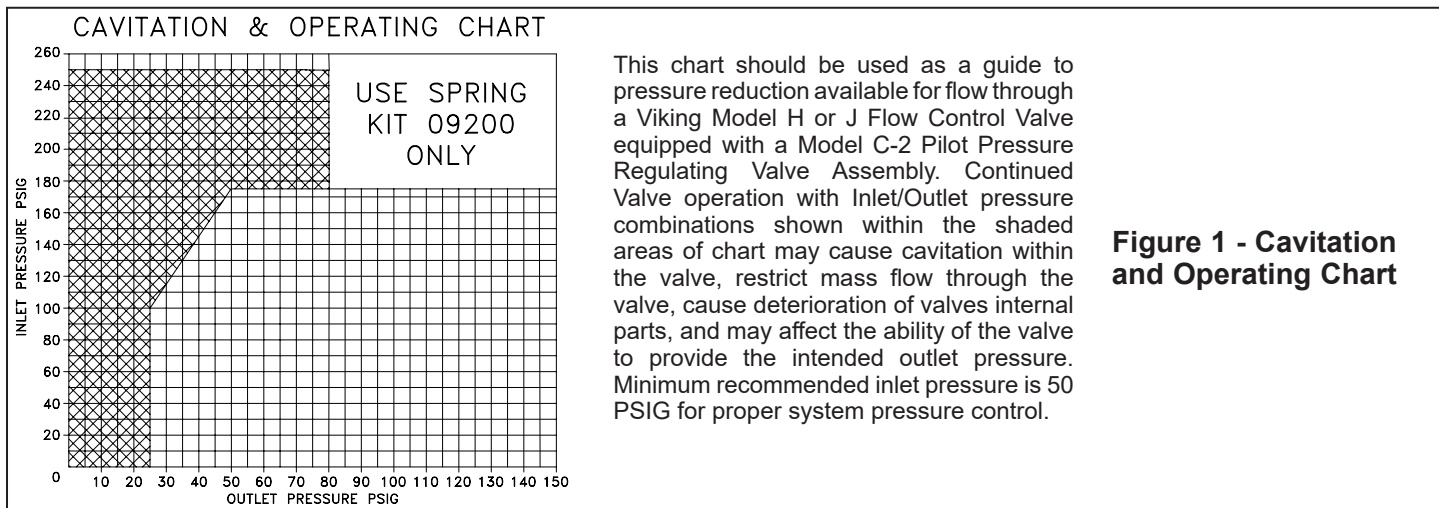 CAVITATION & OPERATING CHART
260
240
220
200
180
160
140
120
100
80
60
40
20
0
INLET PRESSURE PSIG
USE SPRING
KIT 09200
ONLY
10 20 30 40 50 60 70 80 90 100 110 120 130 140 150
OUTLET PRESSURE PSIG
This chart should be used as a guide to
pressure reduction available for flow through
a Viking Model H or J Flow Control Valve
equipped with a Model C-2 Pilot Pressure
Regulating Valve Assembly. Continued
Valve operation with Inlet/Outlet pressure
combinations shown within the shaded
areas of chart may cause cavitation within
the valve, restrict mass flow through the
valve, cause deterioration of valves internal
parts, and may affect the ability of the valve
to provide the intended outlet pressure.
Minimum recommended inlet pressure is 50
PSIG for proper system pressure control.
Figure 1 - Cavitation
and Operating Chart